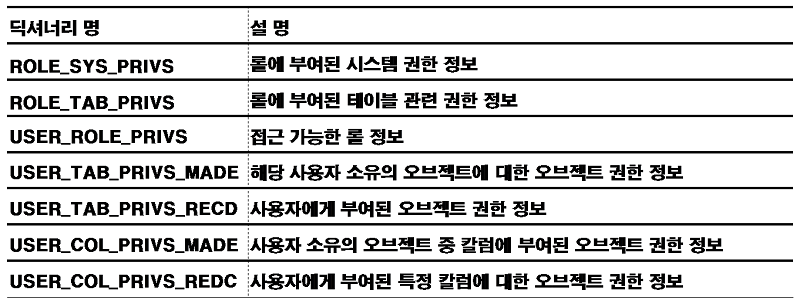 딕셔너리 명 설 명
ROLE_SYS_PRIVS 롤에 부여된 시스템 권한 정보
ROLE_TAB_PRIVS 롤에 부여된 테이블 관련 권한 정보
USER_ROLE_PRIVS 접근 가능한 롤 정보
USER_TAB_PRIVS_MADE 해당 사용자 소유의 오브젝트에 대한 오브젝트 권한 정보
USER_TAB_PRIVS_RECD 사용자에게 부여된 오브젝트 권한 정보
USER_COL_PRIVS_MADE 사용자 소유의 오브젝트 중 칼럼에 부여된 오브젝트 권한 정보
USER_COL_PRIVS_REDC 사용자에게 부여된 특정 칼럼에 대한 오브젝트 권한 정보